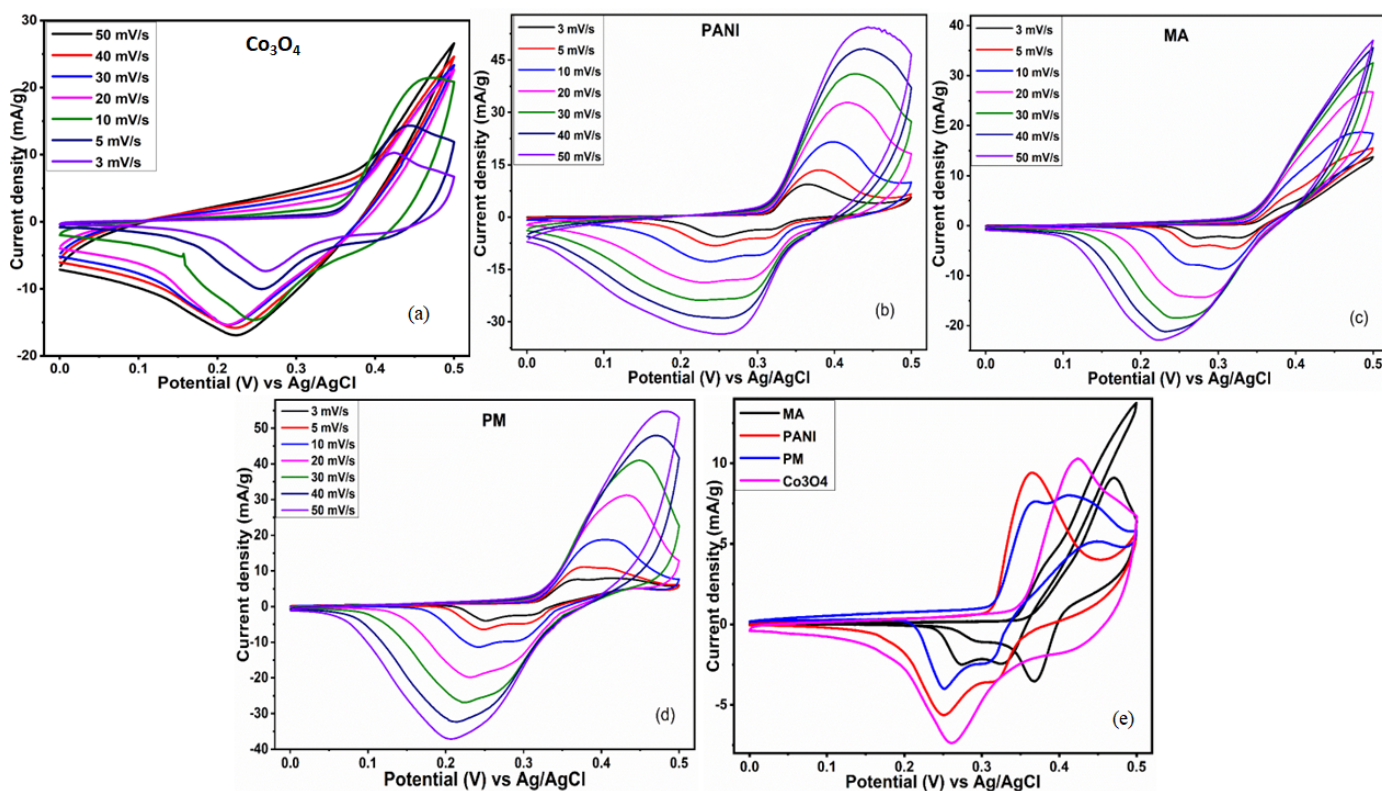 Co₃O₄
50 mV/s
40 mV/s
30 mV/s
20 mV/s
10 mV/s
5 mV/s
3 mV/s
Current density (mA/g)
30
20
10
0
-10
-20
0.0 0.1 0.2 0.3 0.4 0.5
Potential (V) vs Ag/AgCl
(a)
PANI
3 mV/s
5 mV/s
10 mV/s
20 mV/s
30 mV/s
40 mV/s
50 mV/s
Current density (mA/g)
45
30
15
0
-15
-30
0.0 0.1 0.2 0.3 0.4 0.5
Potential (V) vs Ag/AgCl
(b)
MA
3 mV/s
5 mV/s
10 mV/s
20 mV/s
30 mV/s
40 mV/s
50 mV/s
Current density (mA/g)
40
30
20
10
0
-10
-20
0.0 0.1 0.2 0.3 0.4 0.5
Potential (V) vs Ag/AgCl
(c)
PM
3 mV/s
5 mV/s
10 mV/s
20 mV/s
30 mV/s
40 mV/s
50 mV/s
Current density (mA/g)
50
40
30
20
10
0
-10
-20
-30
-40
0.0 0.1 0.2 0.3 0.4 0.5
Potential (V) vs Ag/AgCl
(d)
MA
PANI
PM
Co3O4
Current density (mA/g)
10
5
0
-5
0.0 0.1 0.2 0.3 0.4 0.5
Potential (V) vs Ag/AgCl
(e)